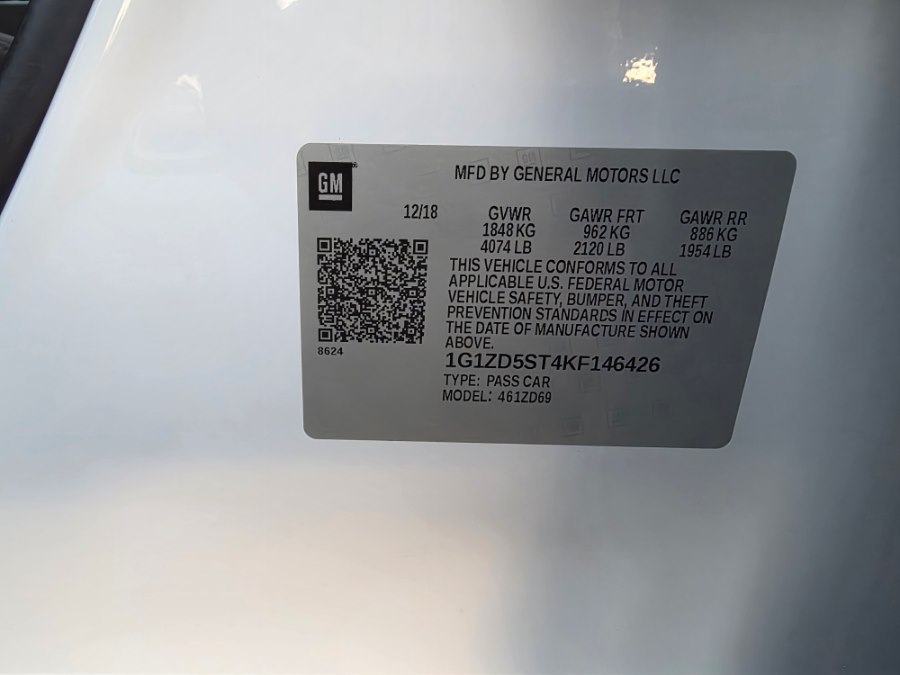 GM
MFD BY GENERAL MOTORS LLC
12/18 GVWR GAWR FRT GAWR RR
1848 KG 962 KG 886 KG
4074 LB 2120 LB 1954 LB
THIS VEHICLE CONFORMS TO ALL
APPLICABLE U.S. FEDERAL MOTOR
VEHICLE SAFETY, BUMPER, AND THEFT
PREVENTION STANDARDS IN EFFECT ON
THE DATE OF MANUFACTURE SHOWN
ABOVE.
8624
1G1ZD5ST4KF146426
TYPE: PASS CAR
MODEL: 461ZD69